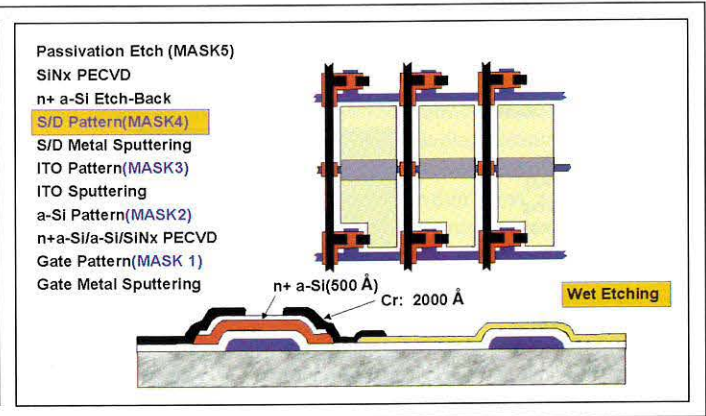 Passivation Etch (MASK5)
SiNx PECVD
n+ a-Si Etch-Back
S/D Pattern(MASK4)
S/D Metal Sputtering
ITO Pattern(MASK3)
ITO Sputtering
a-Si Pattern(MASK2)
n+a-Si/a-Si/SiNx PECVD
Gate Pattern(MASK 1)
Gate Metal Sputtering
n+ a-Si(500 Å)
Cr: 2000 Å
Wet Etching